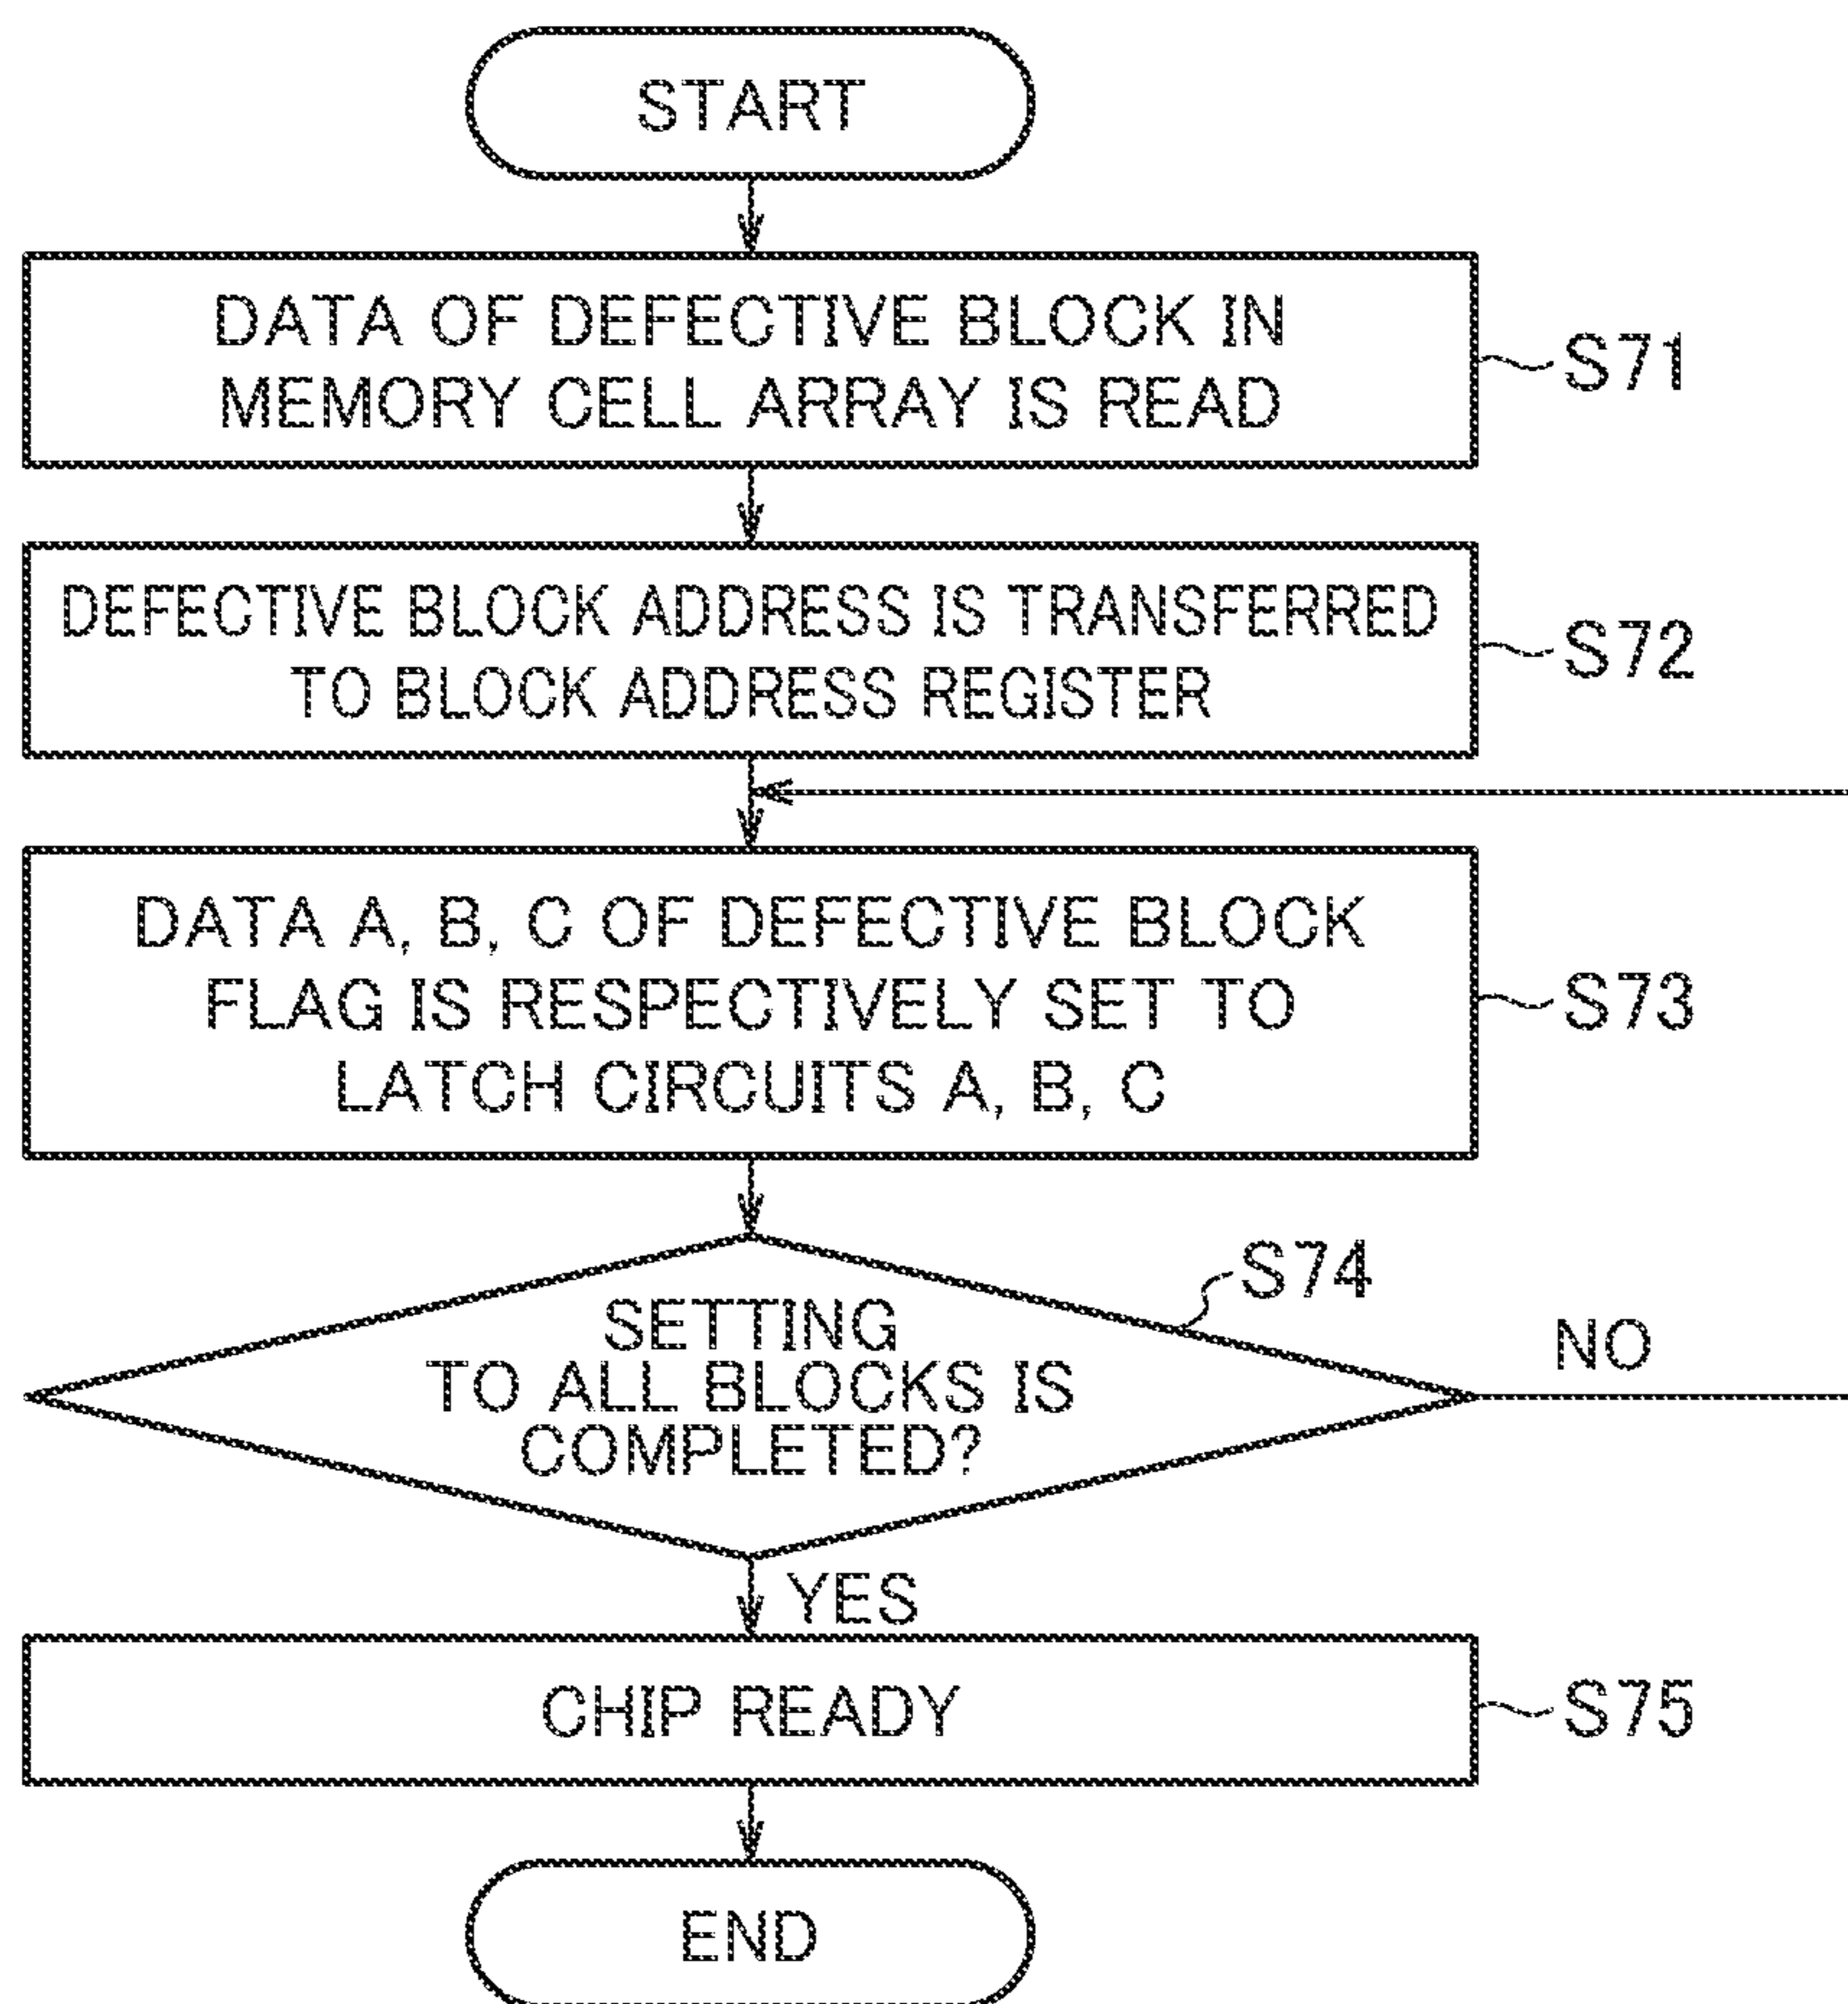 START
DATA OF DEFECTIVE BLOCK IN
MEMORY CELL ARRAY IS READ
S71
DEFECTIVE BLOCK ADDRESS IS TRANSFERRED
TO BLOCK ADDRESS REGISTER
S72
DATA A, B, C OF DEFECTIVE BLOCK
FLAG IS RESPECTIVELY SET TO
LATCH CIRCUITS A, B, C
S73
S74
SETTING
TO ALL BLOCKS IS
COMPLETED?
NO
YES
CHIP READY
S75
END